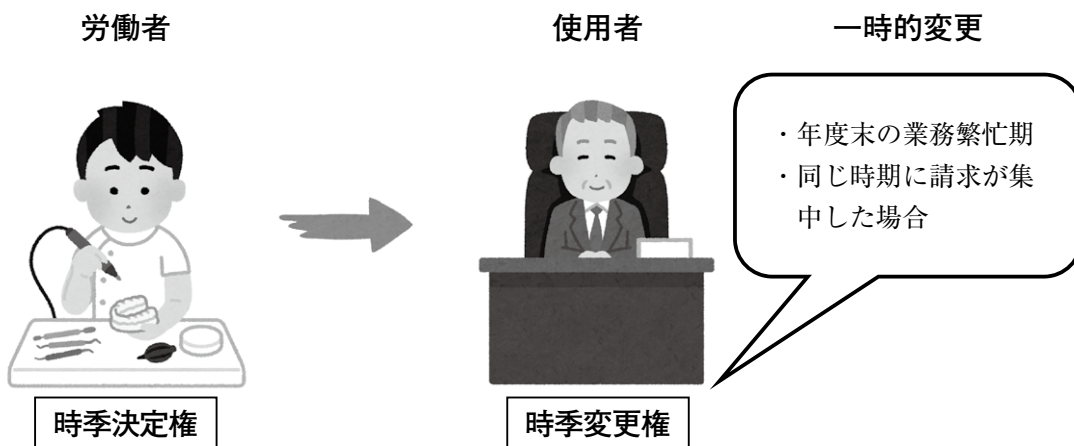 労働者
使用者
一時的変更
・年度末の業務繁忙期
・同じ時期に請求が集
中した場合
時季決定権
時季変更権